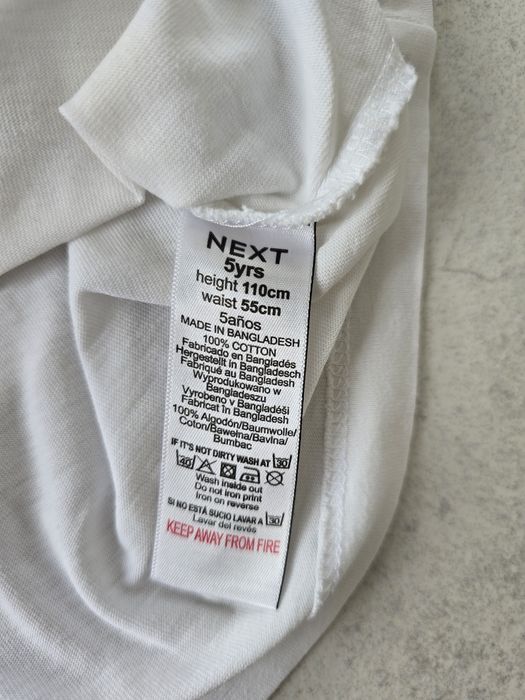 NEXT
5yrs
height 110cm
waist 55cm
5años
MADE IN BANGLADESH
100% COTTON
Fabricado en Bangladés
Hergestellt in Bangladesch
Fabriqué au Bangladesh
Wyprodukowano w
Bangladeszu
Vyrobeno v Bangladéši
Fabricat în Bangladesh
100% Algodón/Baumwolle/
Coton/Bawełna/Bavlna/
Bumbac
IF IT'S NOT DIRTY WASH AT 30
40
Wash inside out
Do not iron print
Iron on reverse
SI NO ESTÁ SUCIO LAVAR A 30
Lavar del revés
KEEP AWAY FROM FIRE